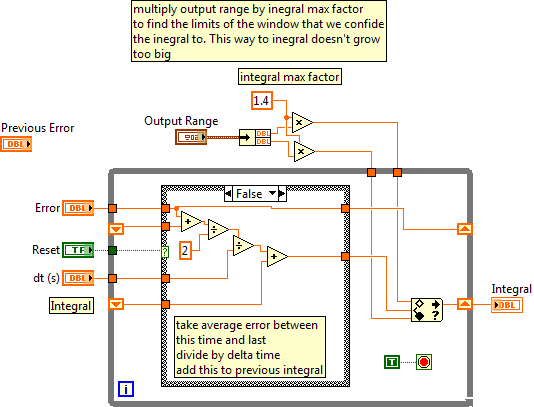 multiply output range by inegral max factor
to find the limits of the window that we confide
the inegral to. This way to inegral doesn't grow
too big
integral max factor
1.4
Previous Error
DBL
Output Range
DBL
DBL
False
Error
DBL
2
Reset
TF
?
dt (s)
DBL
Integral
take average error between
this time and last
divide by delta time
add this to previous integral
?
Integral
DBL
T
i